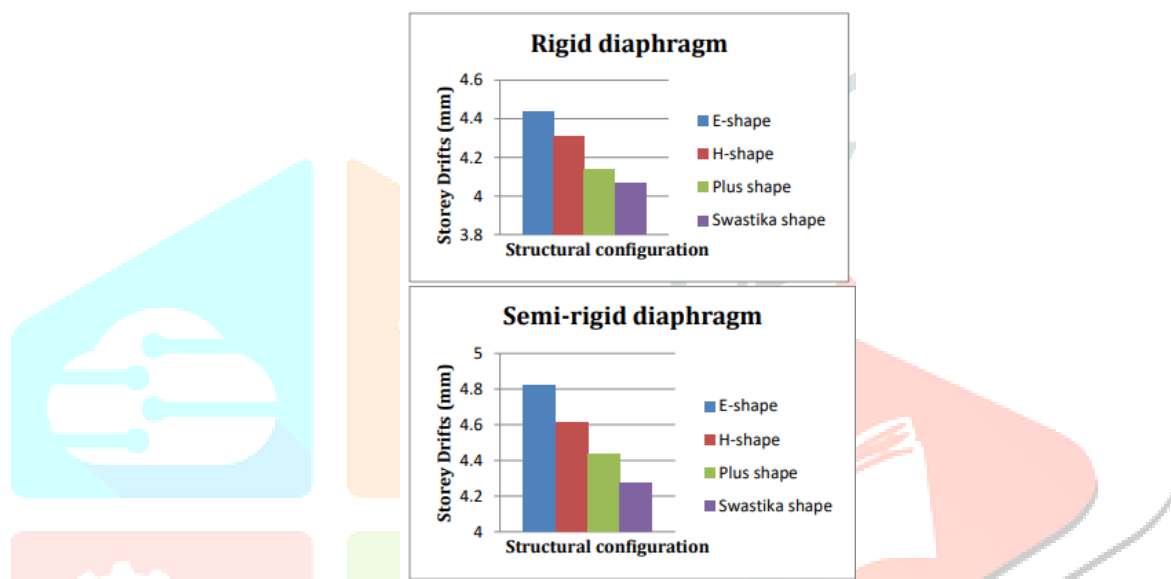 Rigid diaphragm
Storey Drifts (mm)
4.6
4.4
4.2
4
3.8
Structural configuration
E-shape
H-shape
Plus shape
Swastika shape
Semi-rigid diaphragm
Storey Drifts (mm)
5
4.8
4.6
4.4
4.2
4
Structural configuration
E-shape
H-shape
Plus shape
Swastika shape